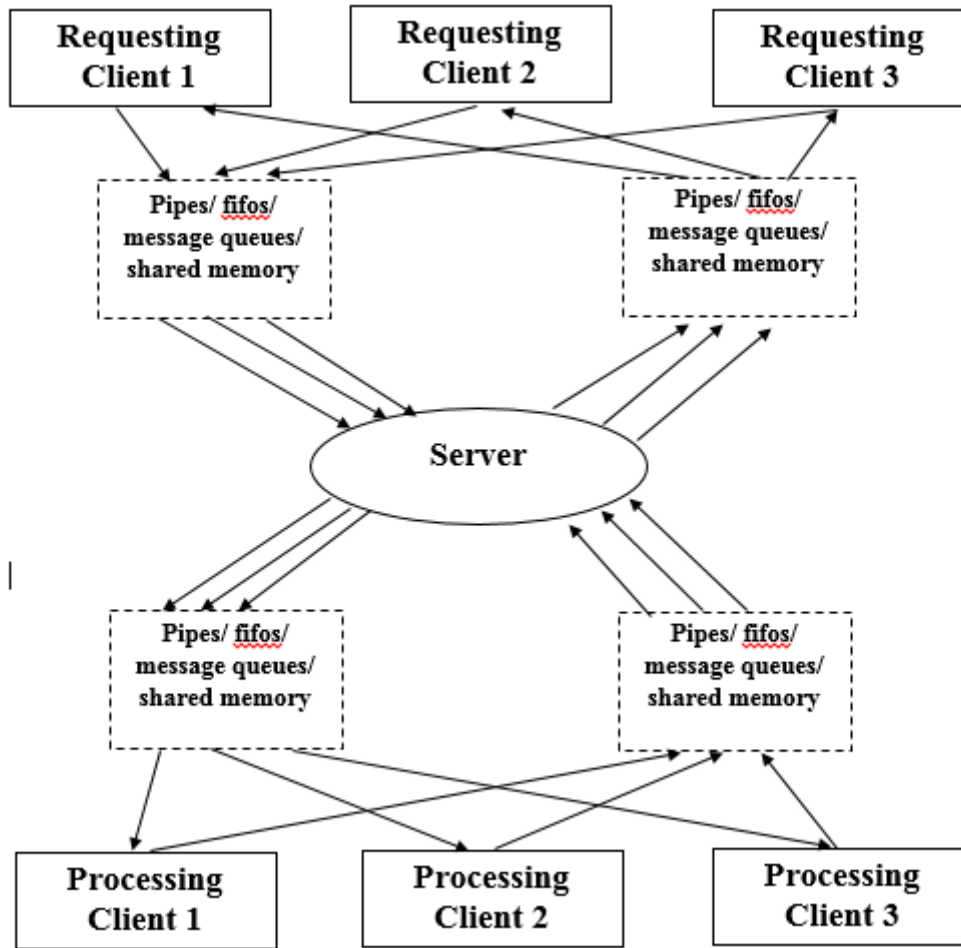 Requesting
Client 1
Requesting
Client 2
Requesting
Client 3
Pipes/ fifos/
message queues/
shared memory
Pipes/ fifos/
message queues/
shared memory
Server
Pipes/ fifos/
message queues/
shared memory
Pipes/ fifos/
message queues/
shared memory
Processing
Client 1
Processing
Client 2
Processing
Client 3